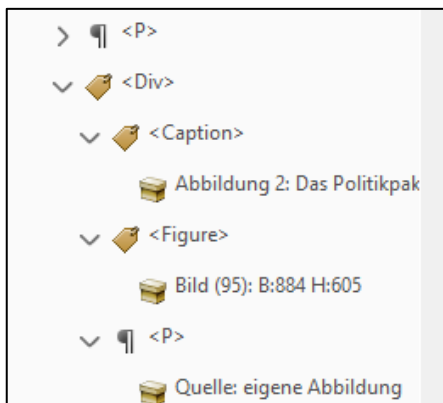 <P>
<Div>
<Caption>
Abbildung 2: Das Politikpak
<Figure>
Bild (95): B:884 H:605
<P>
Quelle: eigene Abbildung